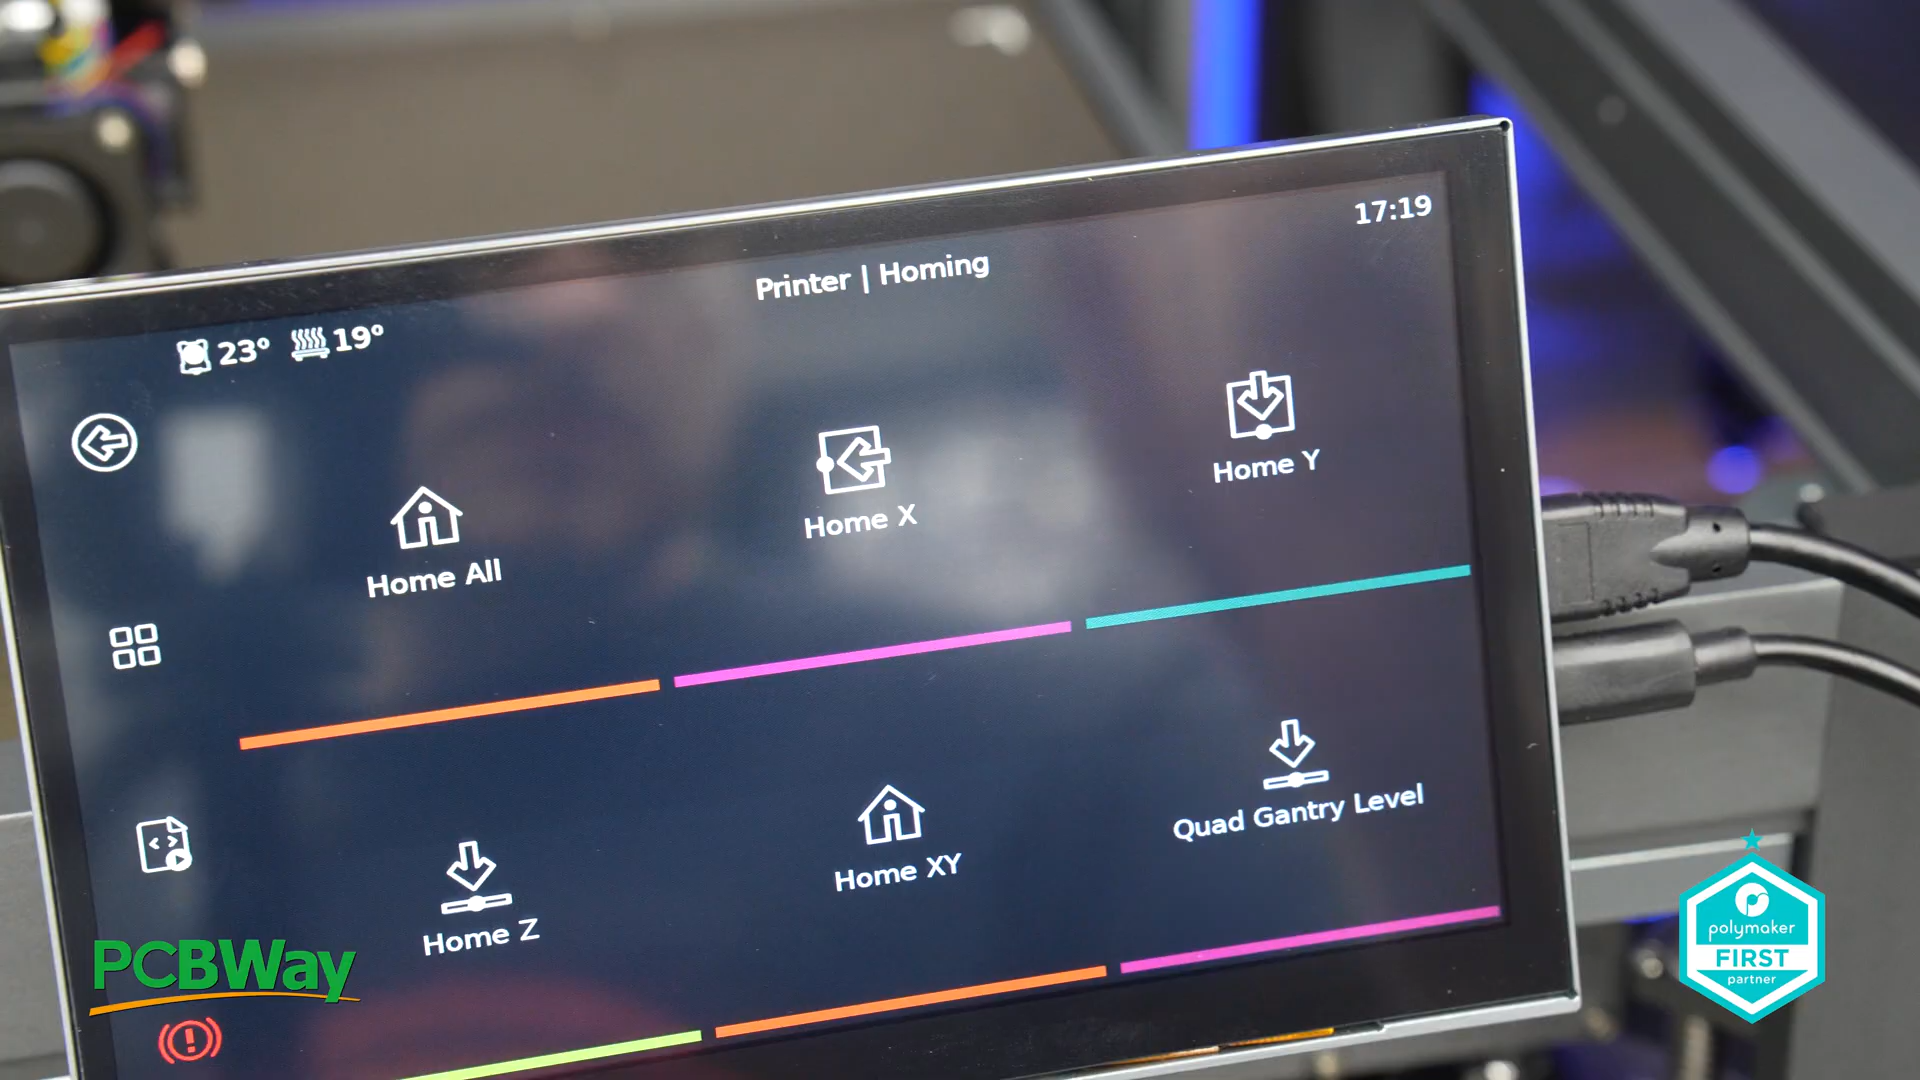 17:19
Printer | Homing
23° 19°
Home All
Home X
Home Y
Home Z
Home XY
Quad Gantry Level
PCBWay
polymaker
FIRST
partner